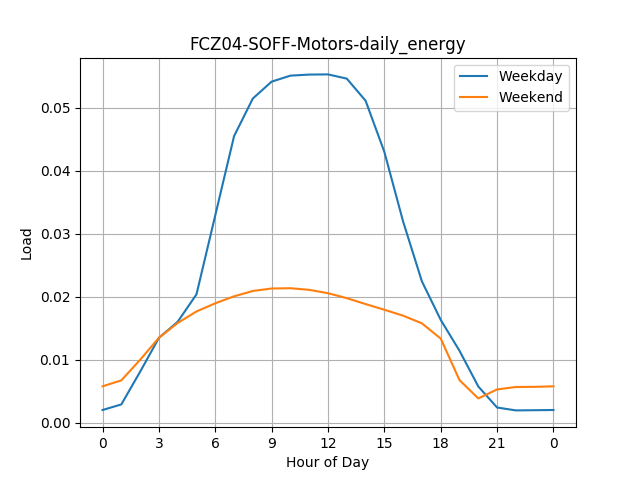 FCZ04-SOFF-Motors-daily_energy
Weekday
Weekend
0.05
0.04
0.03
0.02
0.01
0.00
Load
0 3 6 9 12 15 18 21 0
Hour of Day